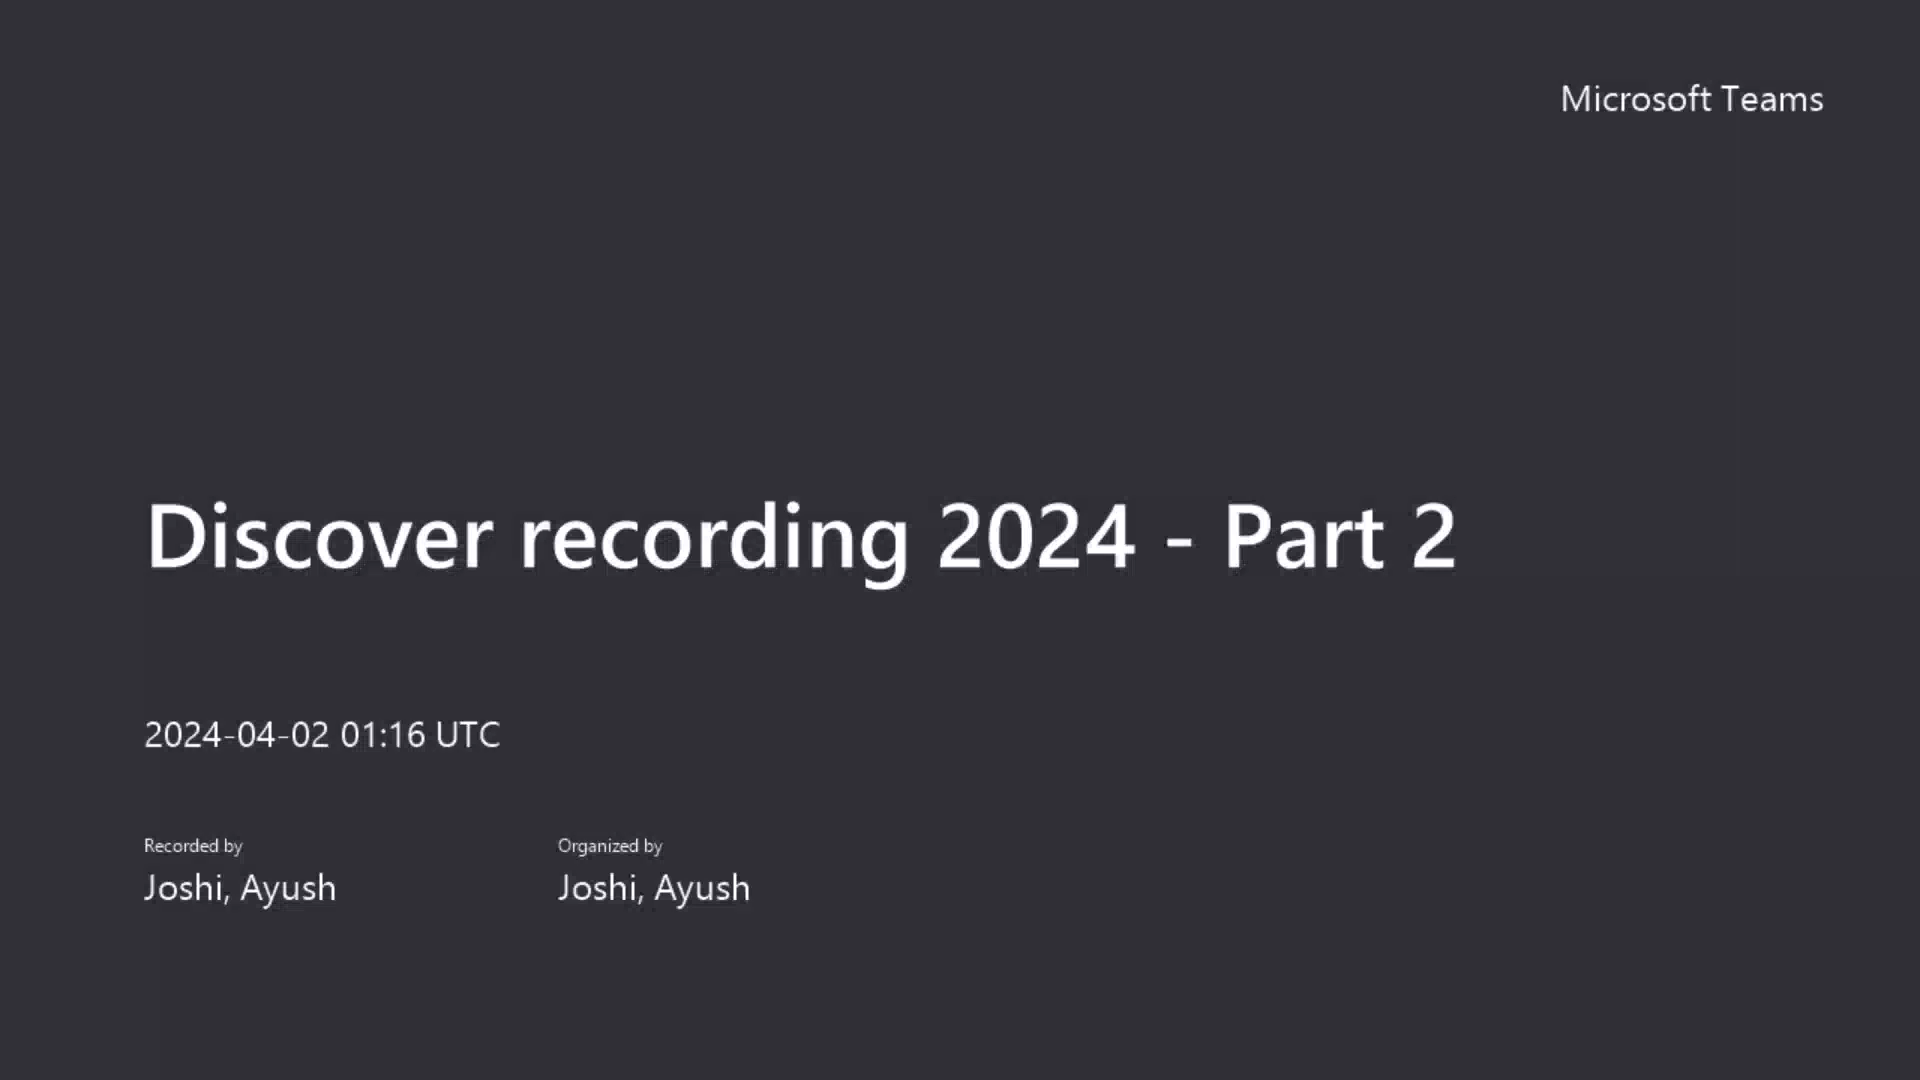 Microsoft Teams
Discover recording 2024 - Part 2
2024-04-02 01:16 UTC
Recorded by
Joshi, Ayush
Organized by
Joshi, Ayush